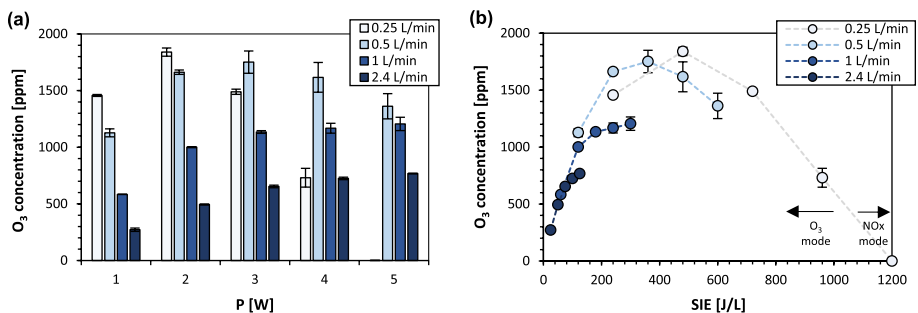 (a)
2000
1500
1000
500
0
O₃ concentration [ppm]
1 2 3 4 5
P [W]
0.25 L/min
0.5 L/min
1 L/min
2.4 L/min
(b)
2000
1500
1000
500
0
O₃ concentration [ppm]
0 200 400 600 800 1000 1200
SIE [J/L]
0.25 L/min
0.5 L/min
1 L/min
2.4 L/min
O₃
mode
NOx
mode